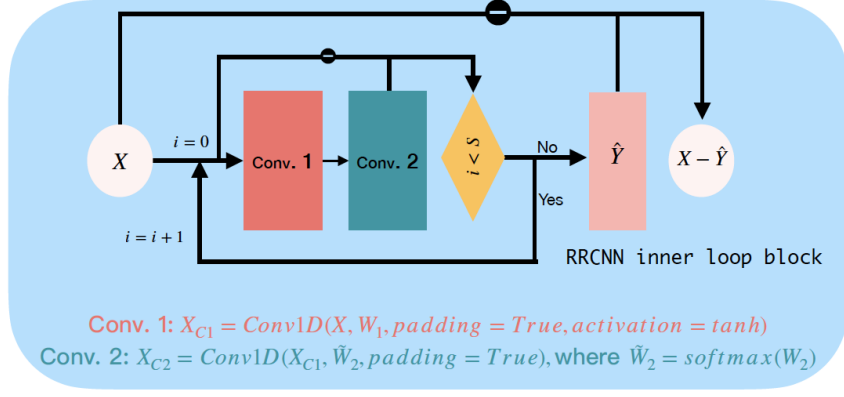 X
i = 0
Conv. 1
Conv. 2
i < S
No
Yes
Ŷ
X − Ŷ
i = i + 1
RRCNN inner loop block
Conv. 1: X_{C1} = Conv1D(X, W_1, padding = True, activation = tanh)
Conv. 2: X_{C2} = Conv1D(X_{C1}, W̃_2, padding = True), where W̃_2 = softmax(W_2)